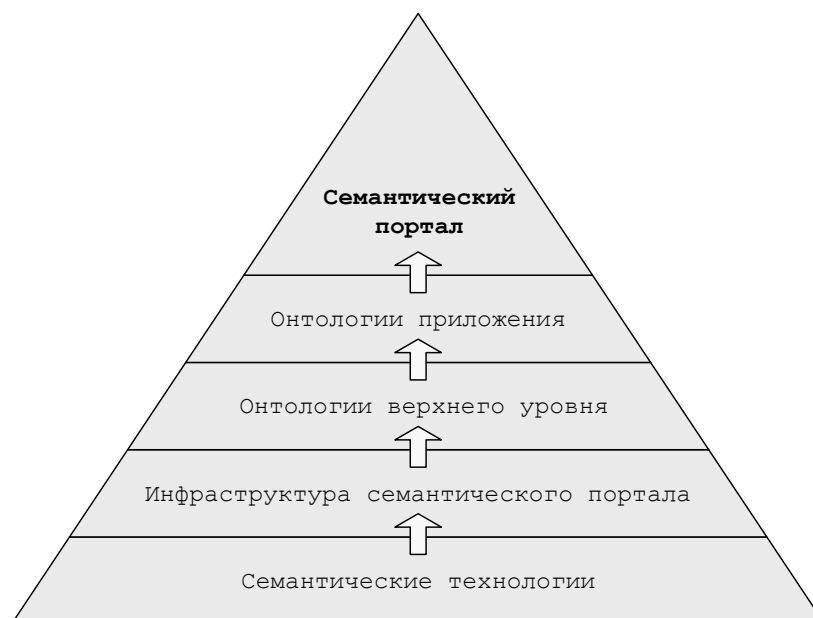 Семантический
портал
Онтологии приложения
Онтологии верхнего уровня
Инфраструктура семантического портала
Семантические технологии